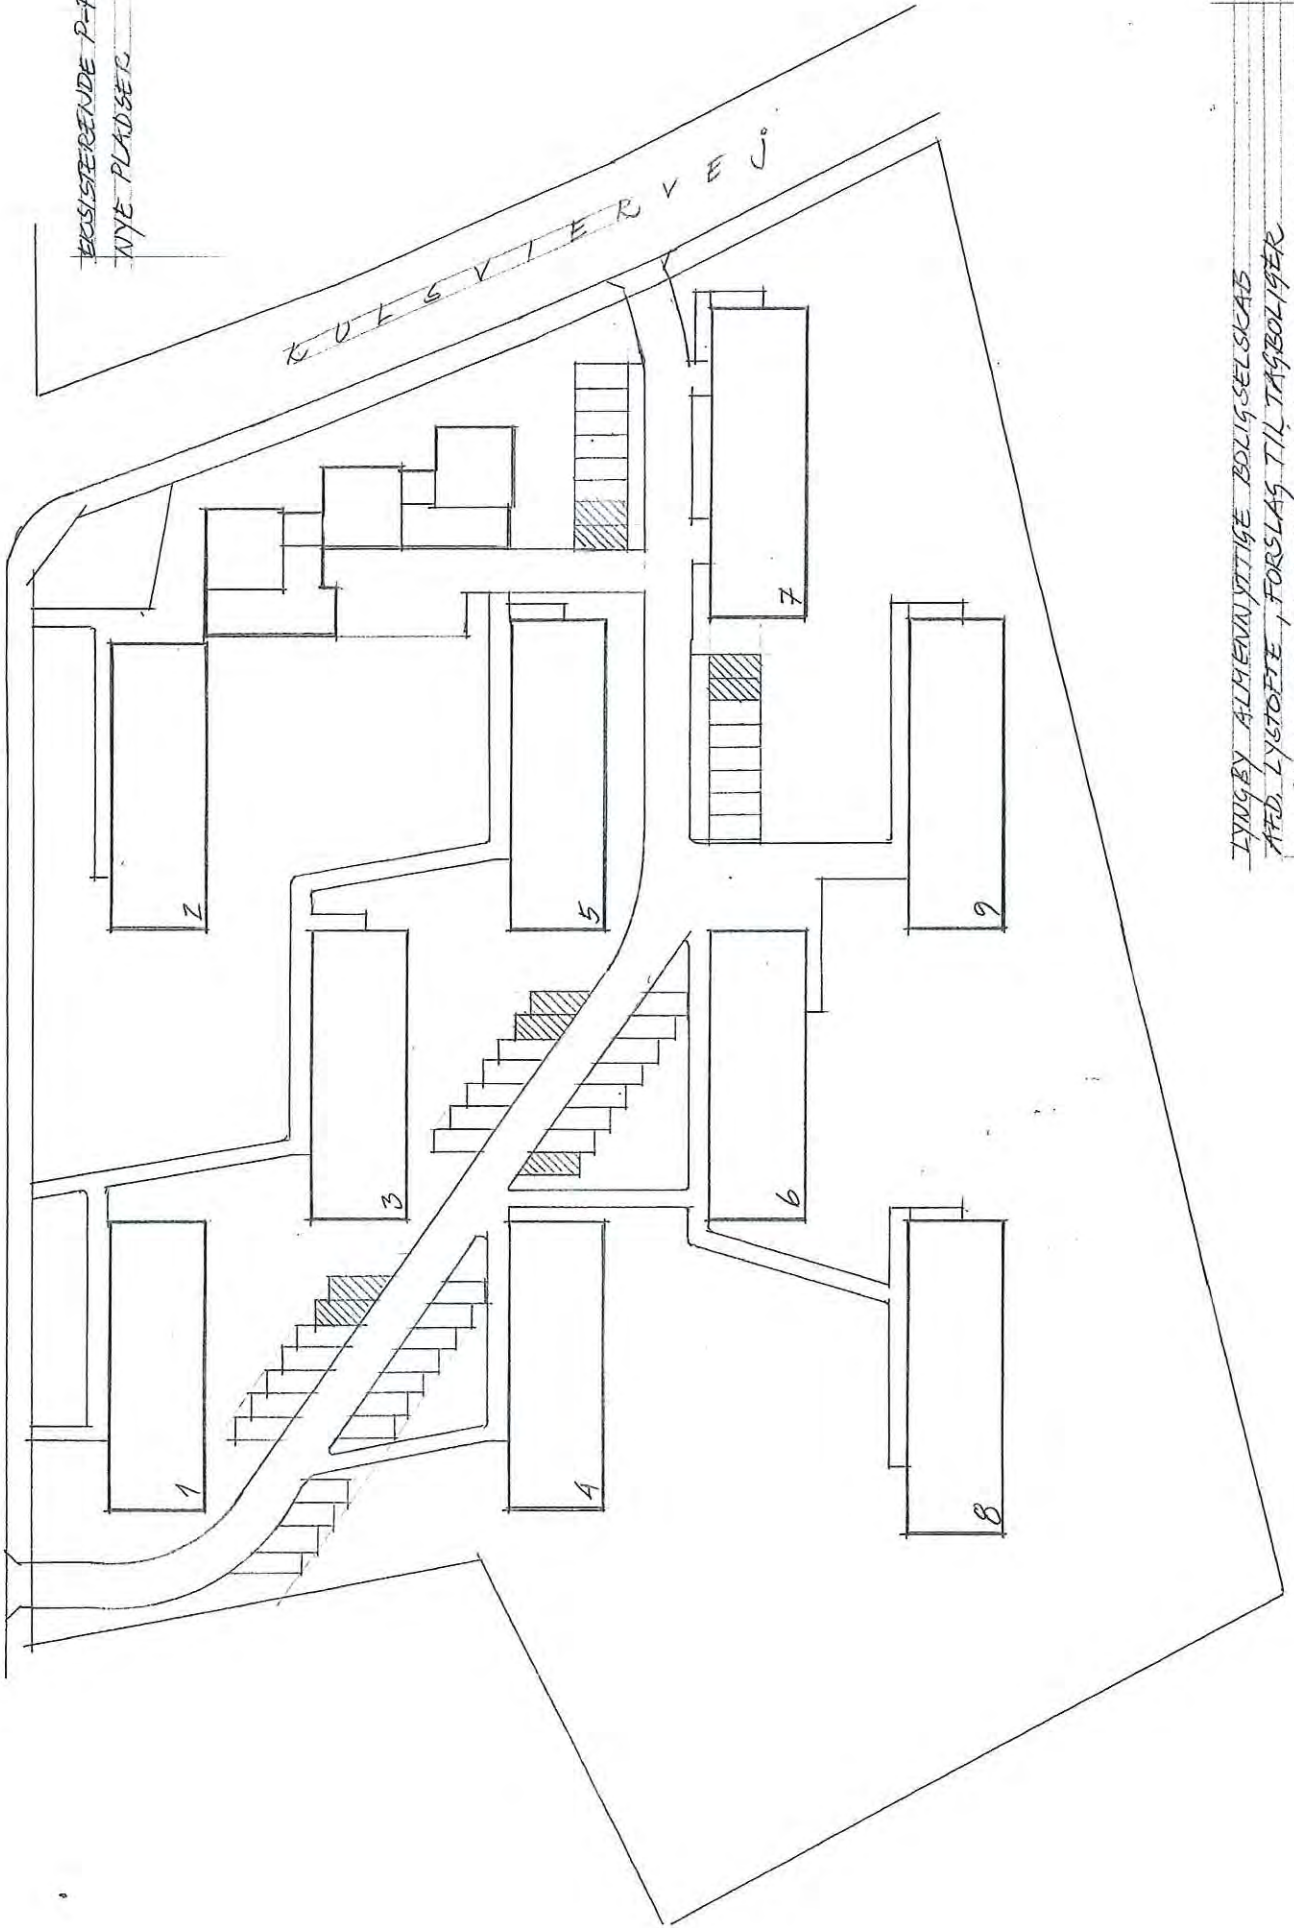 EKSISTERENDE P-
NYE PLADSER
KULSVIERVEJ
2
7
5
9
3
6
1
4
8
LYNGBY ALMENNYTTIGE BOLIGSELSKAB
AFD. LYSTOFTE, FORSLAG TIL TAGBOLIGER